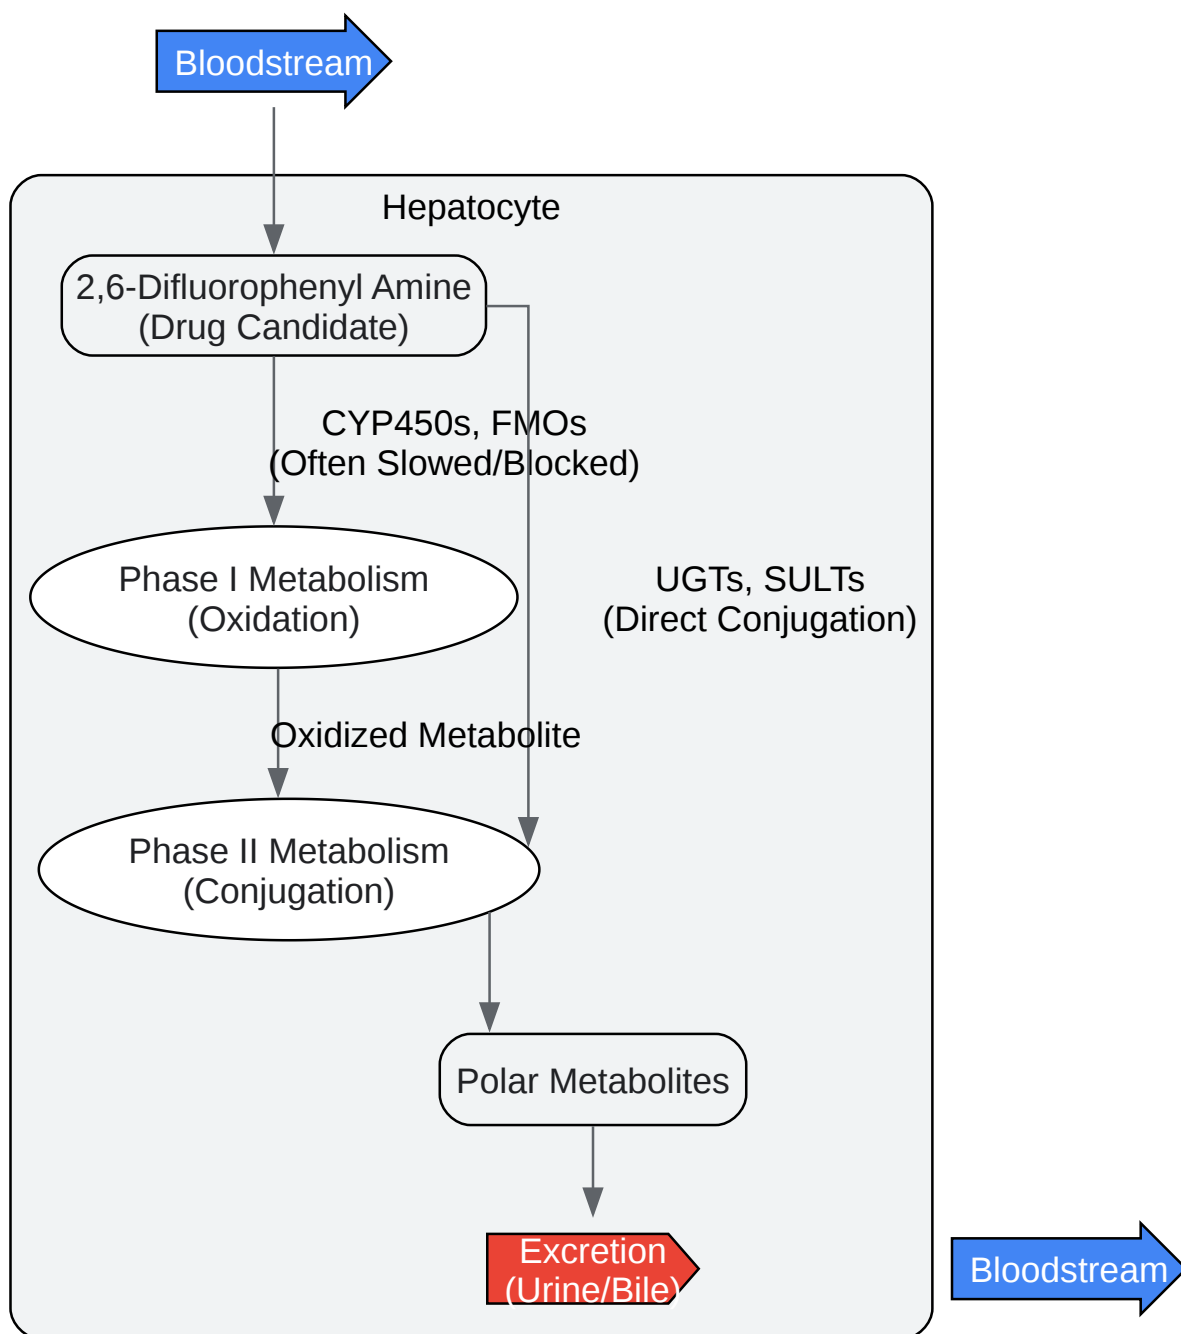 Bloodstream
Hepatocyte
2,6-Difluorophenyl Amine
(Drug Candidate)
CYP450s, FMOs
(Often Slowed/Blocked)
Phase I Metabolism
(Oxidation)
UGTs, SULTs
(Direct Conjugation)
Oxidized Metabolite
Phase II Metabolism
(Conjugation)
Polar Metabolites
Excretion
(Urine/Bile)
Bloodstream